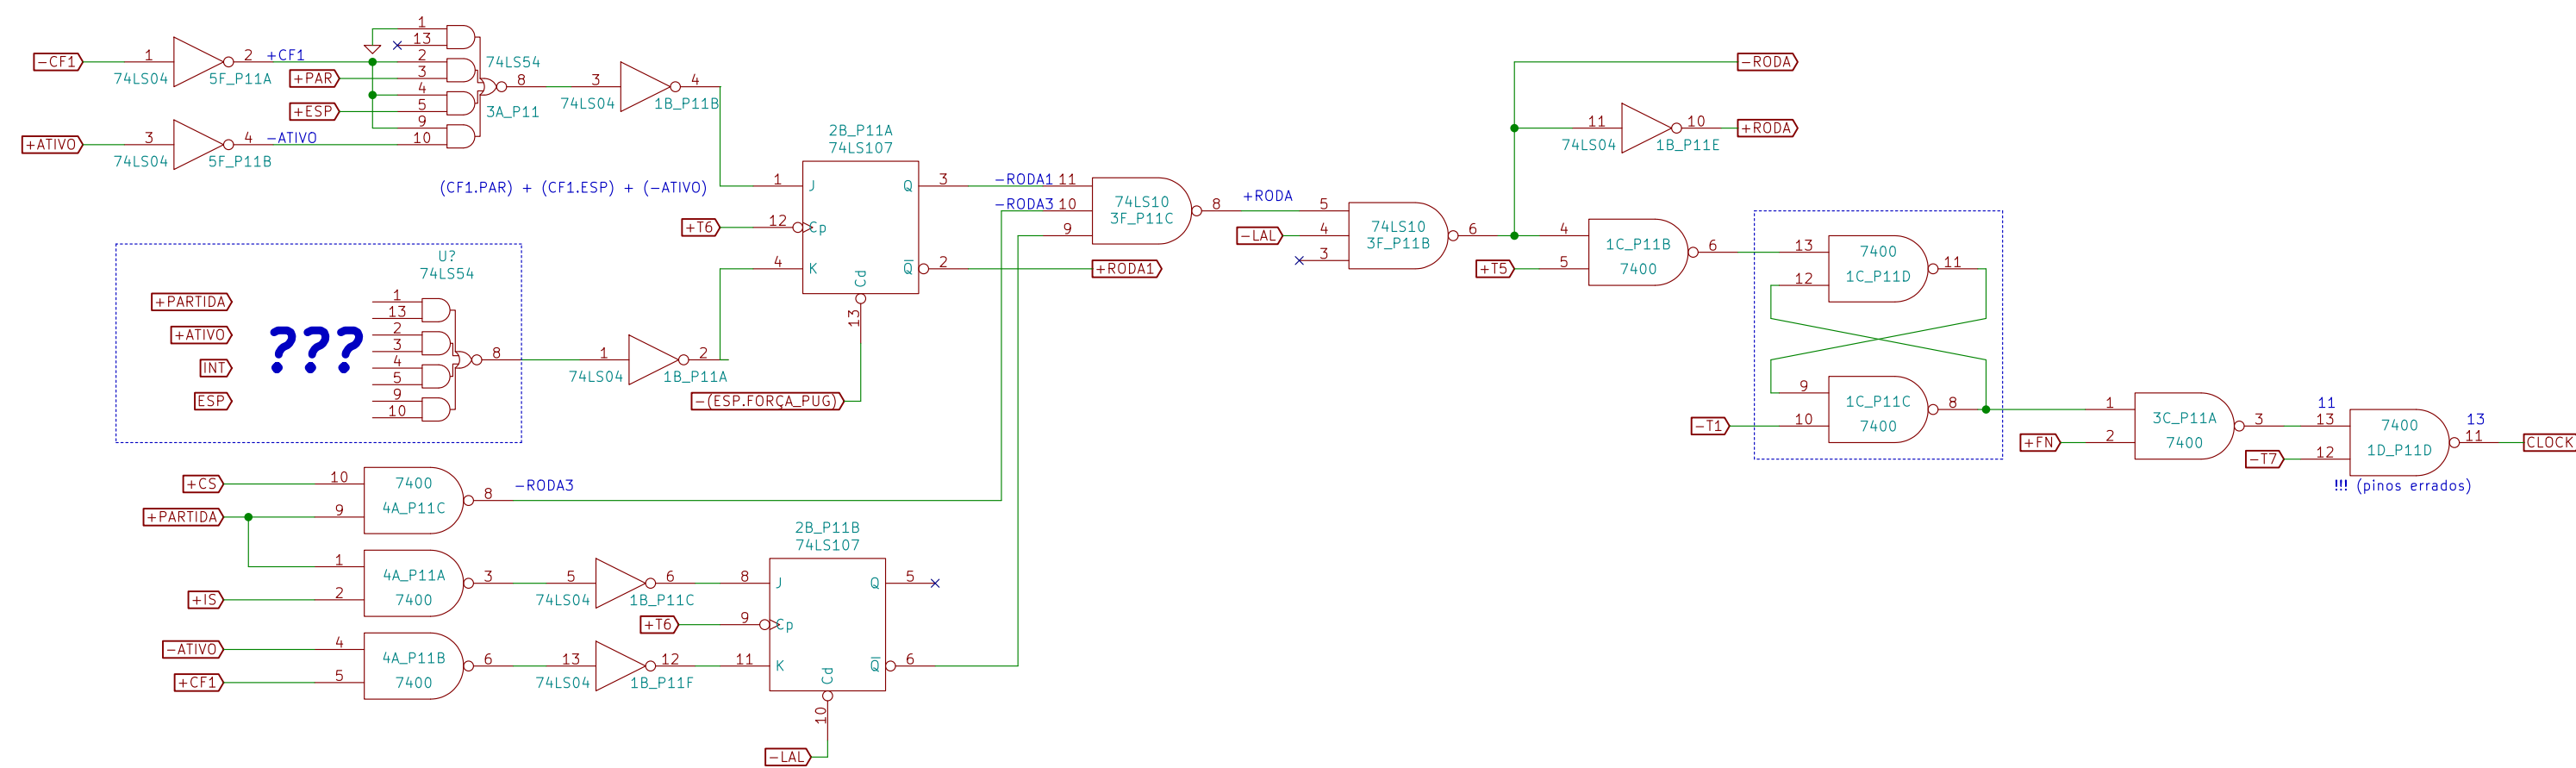 -CF1
1
74LS04
2
5F_P11A
+CF1
+ATIVO
3
74LS04
4
5F_P11B
-ATIVO
+PAR
+ESP
1
13
2
3
4
5
9
10
74LS54
8
3A_P11
3
74LS04
4
1B_P11B
(CF1.PAR) + (CF1.ESP) + (-ATIVO)
2B_P11A
74LS107
1
J
+T6
12
Cp
4
K
Q
3
Q
2
Cd
13
-(ESP.FORÇA_PUG)
+RODA1
U?
74LS54
+PARTIDA
+ATIVO
INT
ESP
???
1
13
2
3
4
5
9
10
8
1
74LS04
2
1B_P11A
-RODA1
11
-RODA3
10
9
74LS10
3F_P11C
8
+RODA
5
-LAL
4
3
74LS10
3F_P11B
6
-RODA
11
74LS04
10
1B_P11E
+RODA
4
+T5
5
1C_P11B
7400
6
13
12
7400
1C_P11D
11
9
-T1
10
1C_P11C
7400
8
1
+FN
2
3C_P11A
7400
3
11
13
-T7
12
7400
1D_P11D
13
11
CLOCK
!!! (pinos errados)
+CS
10
+PARTIDA
9
7400
4A_P11C
8
-RODA3
1
+IS
2
4A_P11A
7400
3
5
74LS04
6
1B_P11C
-ATIVO
4
+CF1
5
4A_P11B
7400
6
13
74LS04
12
1B_P11F
2B_P11B
74LS107
8
J
+T6
9
Cp
11
K
Q
5
Q
6
Cd
10
-LAL